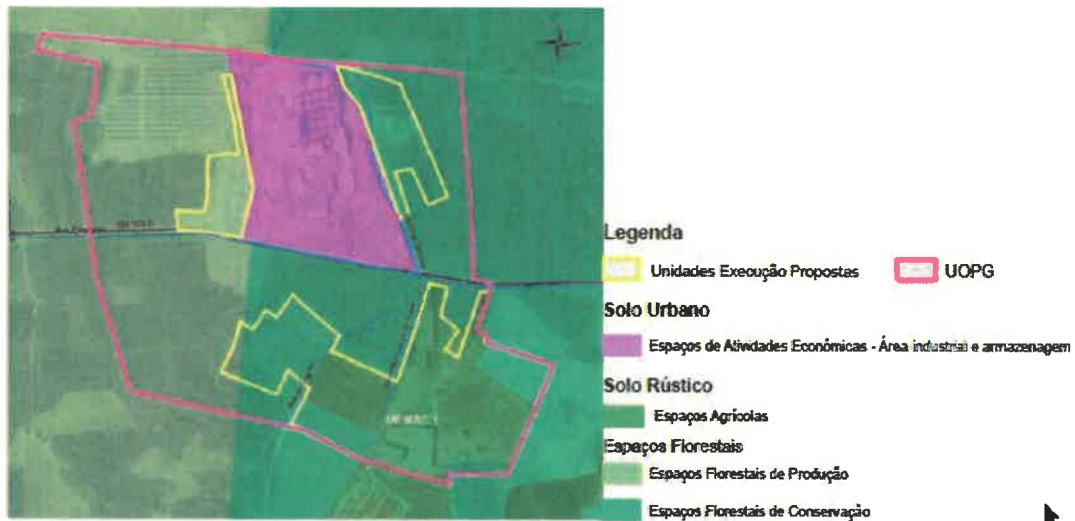 Legenda
Unidades Execução Propostas
UOPG
Solo Urbano
Espaços de Atividades Económicas - Área industrial e armazenagem
Solo Rústico
Espaços Agrícolas
Espaços Florestais
Espaços Florestais de Produção
Espaços Florestais de Conservação